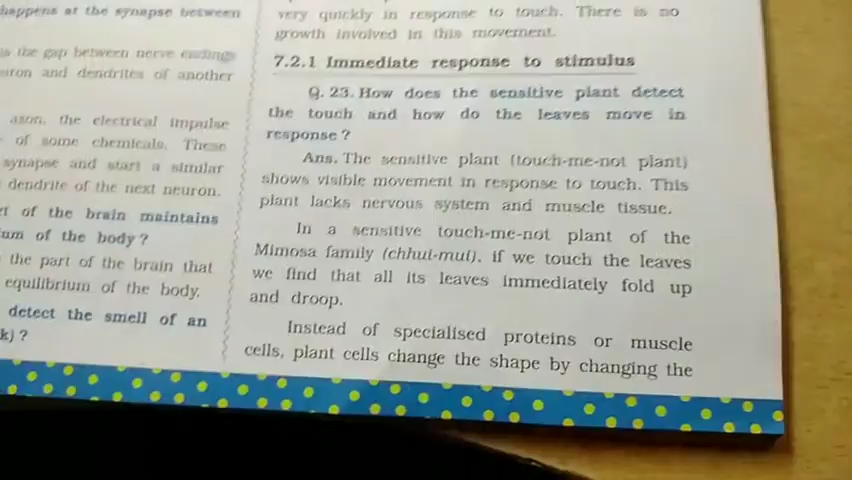 happens at the synapse between
the gap between nerve endings
and dendrites of another
the electrical impulse
of some chemicals. These
synapse and start a similar
dendrite of the next neuron.
of the brain maintains
of the body ?
the part of the brain that
equilibrium of the body.
detect the smell of an
) ?
very quickly in response to touch. There is no
growth involved in this movement.
7.2.1 Immediate response to stimulus
Q. 23. How does the sensitive plant detect
the touch and how do the leaves move in
response ?
Ans. The sensitive plant (touch-me-not plant)
shows visible movement in response to touch. This
plant lacks nervous system and muscle tissue.
In a sensitive touch-me-not plant of the
Mimosa family (chhui-mui), if we touch the leaves
we find that all its leaves immediately fold up
and droop.
Instead of specialised proteins or muscle
cells, plant cells change the shape by changing the